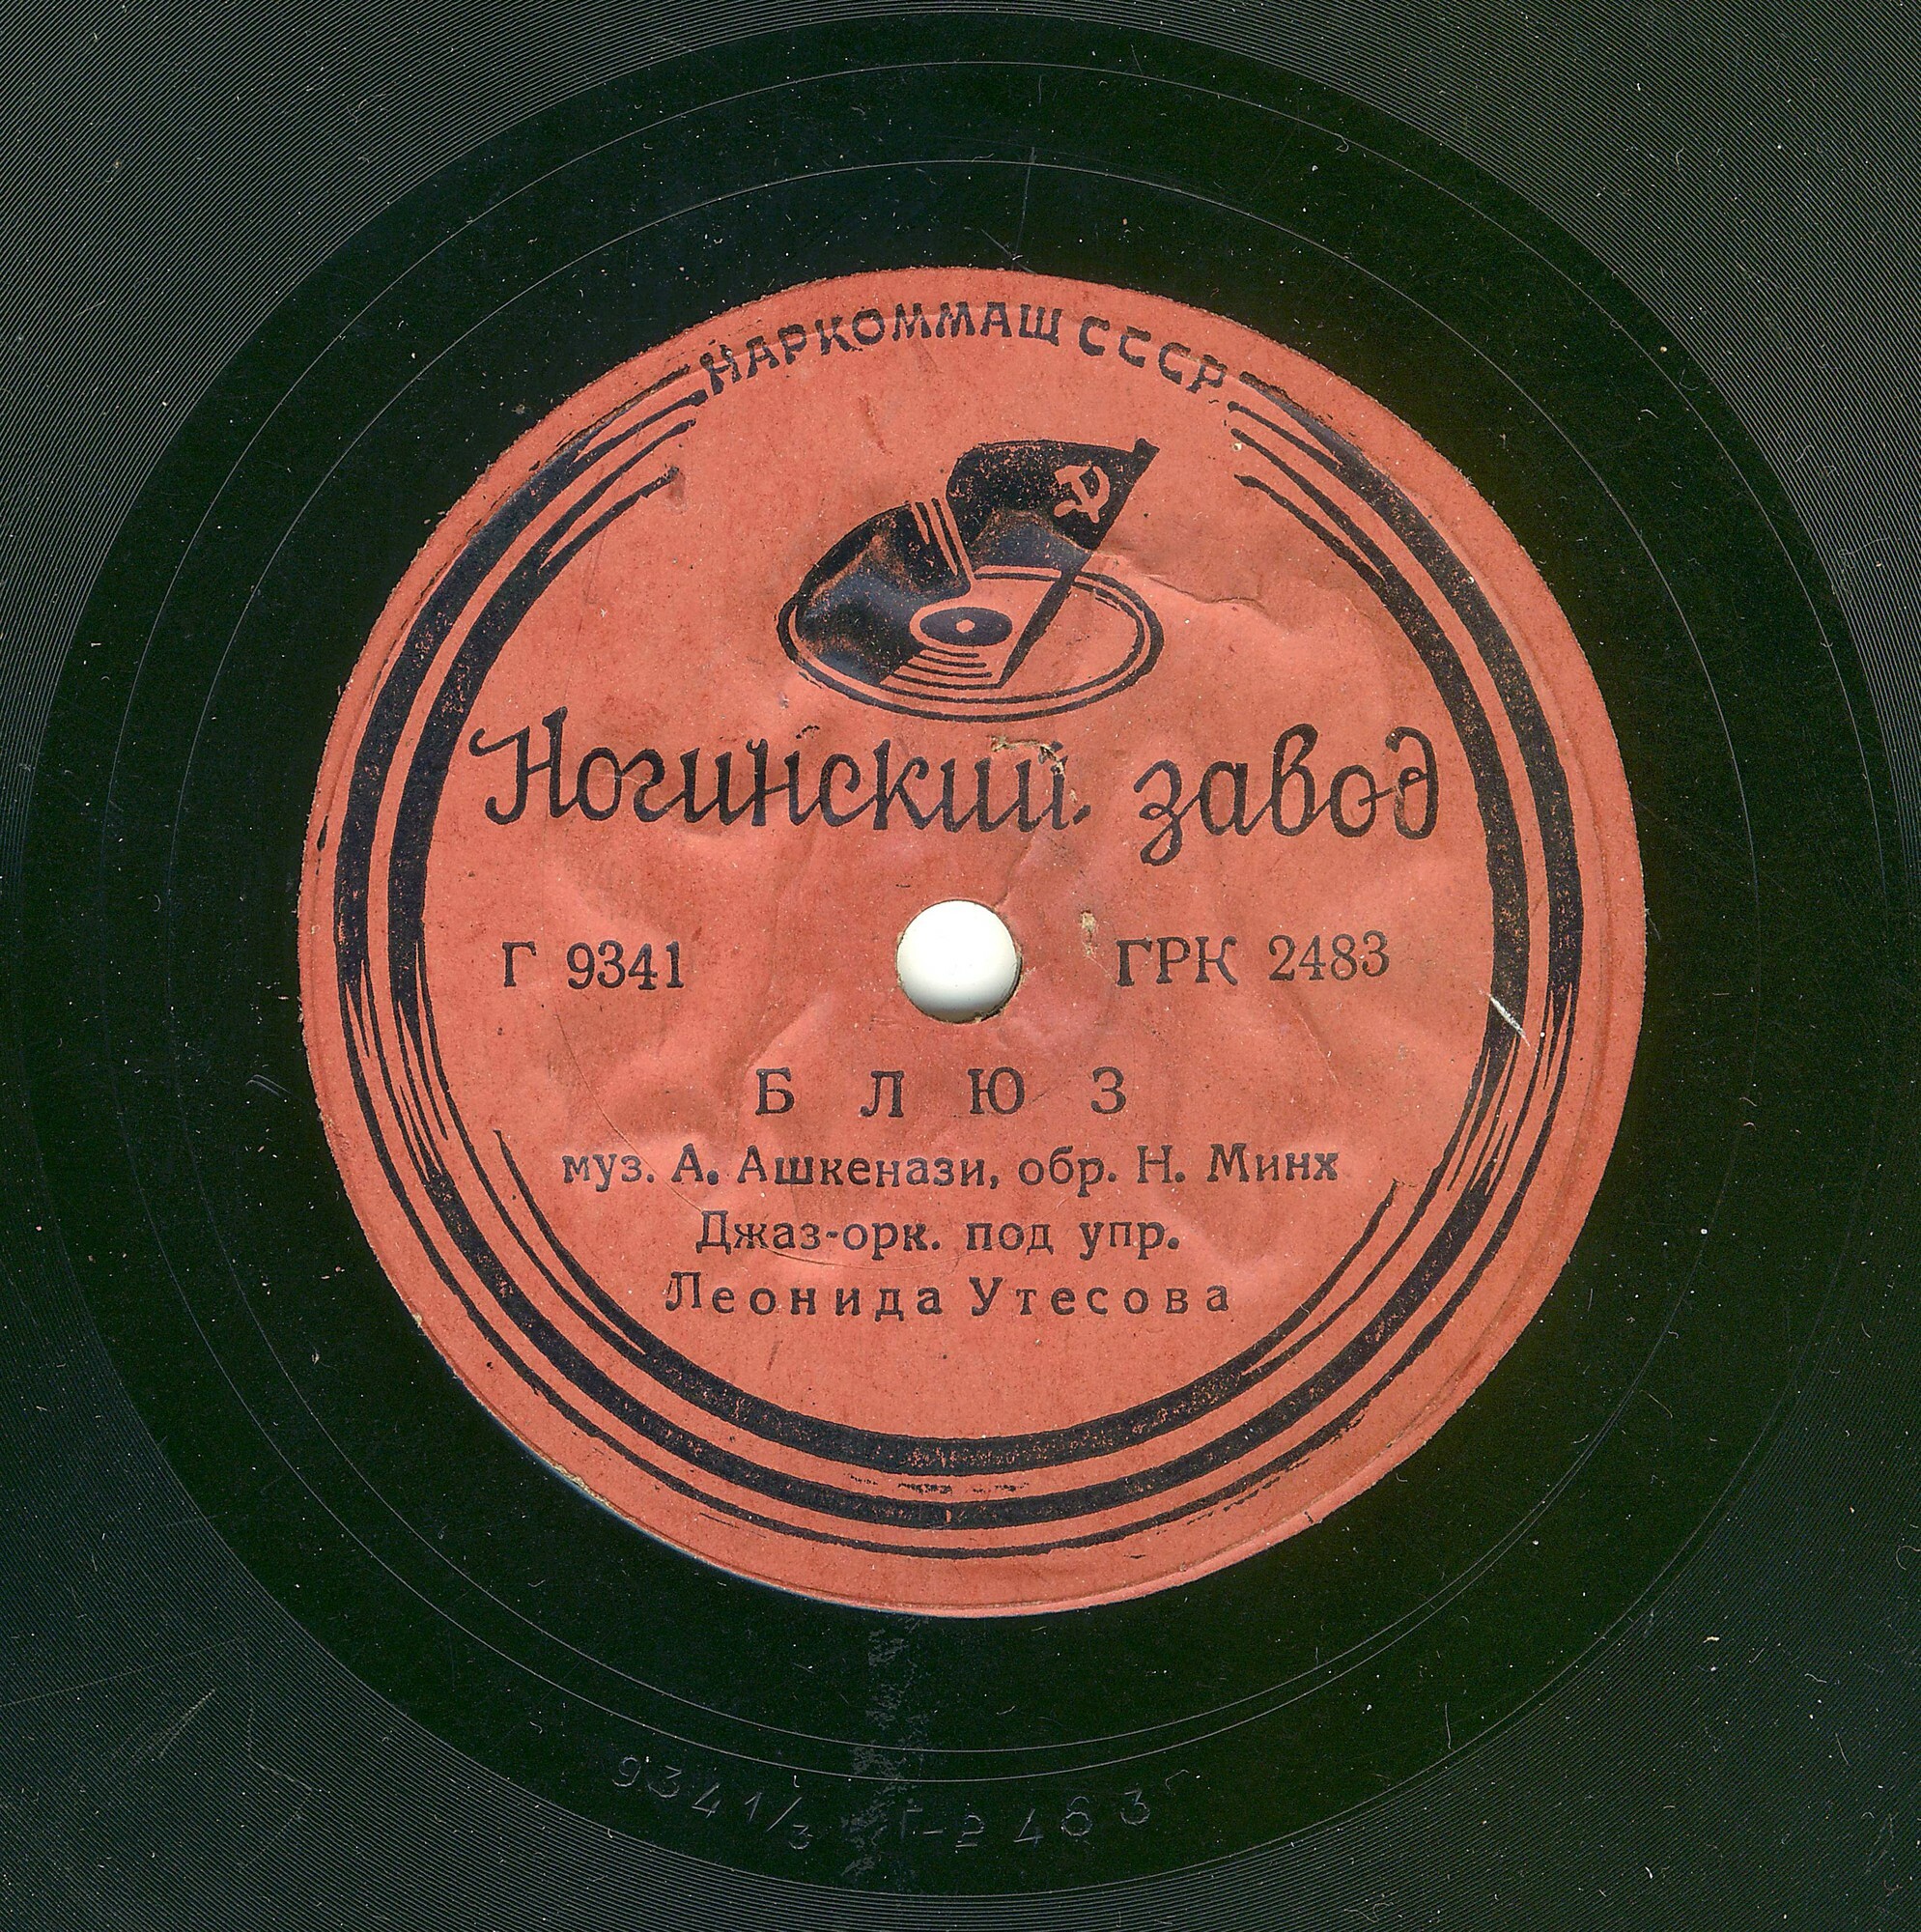 НАРКОММАШ СССР
Ногинский завод
Г 9341 ГРК 2483
БЛЮЗ
муз. А. Ашкенази, обр. Н. Минх
Джаз-орк. под упр.
Леонида Утесова
9341/3 Г-2483